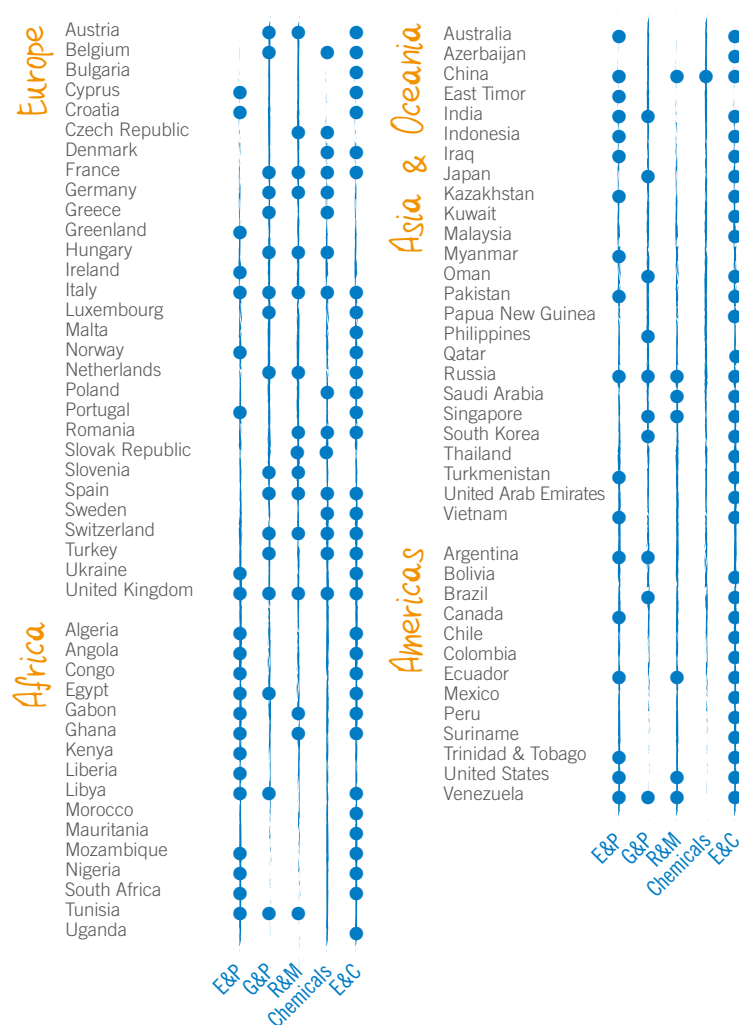 Europe
Austria
Belgium
Bulgaria
Cyprus
Croatia
Czech Republic
Denmark
France
Germany
Greece
Greenland
Hungary
Ireland
Italy
Luxembourg
Malta
Norway
Netherlands
Poland
Portugal
Romania
Slovak Republic
Slovenia
Spain
Sweden
Switzerland
Turkey
Ukraine
United Kingdom
Africa
Algeria
Angola
Congo
Egypt
Gabon
Ghana
Kenya
Liberia
Libya
Morocco
Mauritania
Mozambique
Nigeria
South Africa
Tunisia
Uganda
E&P
G&P
R&M
Chemicals
E&C
Asia & Oceania
Australia
Azerbaijan
China
East Timor
India
Indonesia
Iraq
Japan
Kazakhstan
Kuwait
Malaysia
Myanmar
Oman
Pakistan
Papua New Guinea
Philippines
Qatar
Russia
Saudi Arabia
Singapore
South Korea
Thailand
Turkmenistan
United Arab Emirates
Vietnam
Americas
Argentina
Bolivia
Brazil
Canada
Chile
Colombia
Ecuador
Mexico
Peru
Suriname
Trinidad & Tobago
United States
Venezuela
E&P
G&P
R&M
Chemicals
E&C